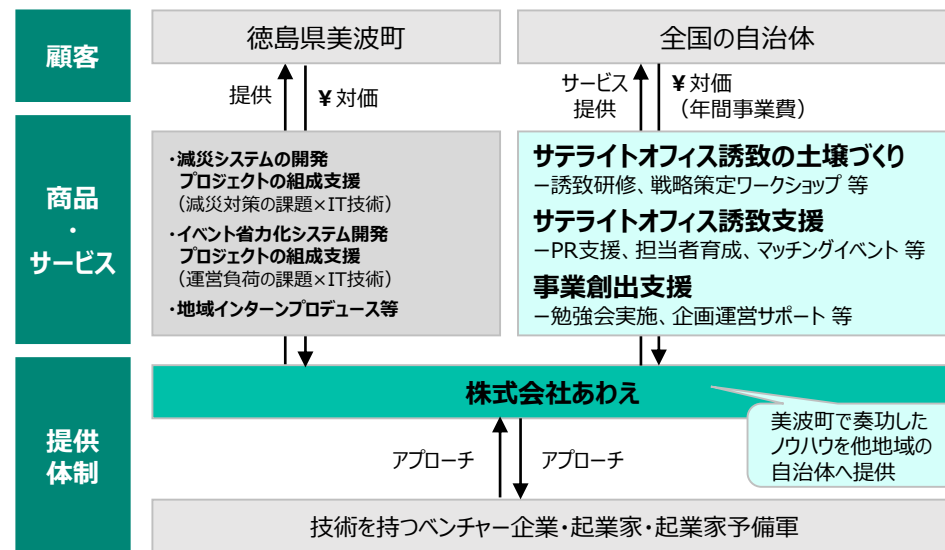 顧客
徳島県美波町
全国の自治体
提供
¥ 対価
サービス
提供
¥ 対価
（年間事業費）
商品
・
サービス
・減災システムの開発
プロジェクトの組成支援
（減災対策の課題×IT技術）
・イベント省力化システム開発
プロジェクトの組成支援
（運営負荷の課題×IT技術）
・地域インターンプロデュース等
サテライトオフィス誘致の土壌づくり
－誘致研修、戦略策定ワークショップ 等
サテライトオフィス誘致支援
－PR支援、担当者育成、マッチングイベント 等
事業創出支援
－勉強会実施、企画運営サポート 等
提供
体制
株式会社あわえ
美波町で奏功した
ノウハウを他地域の
自治体へ提供
アプローチ
アプローチ
技術を持つベンチャー企業・起業家・起業家予備軍